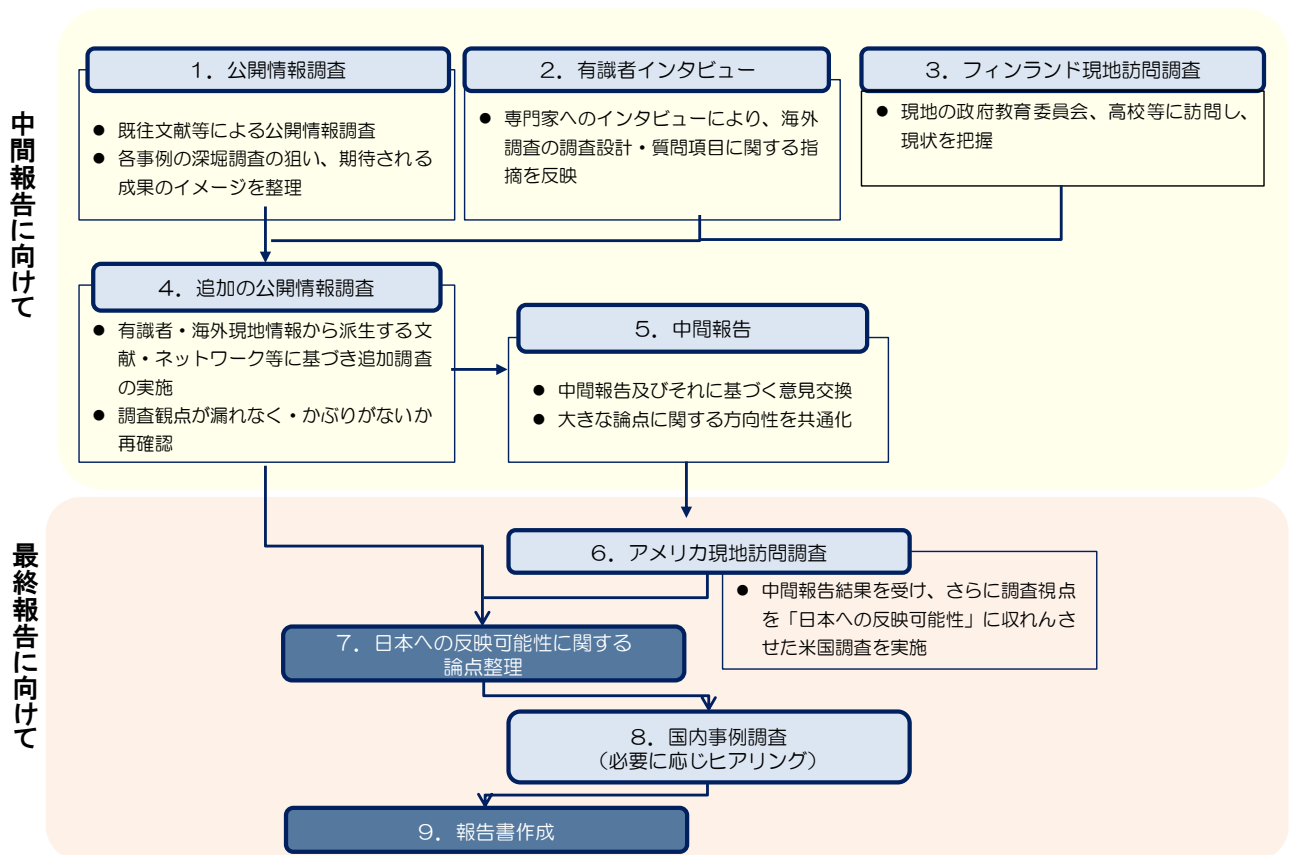 中間報告に向けて
1．公開情報調査
● 既往文献等による公開情報調査
● 各事例の深堀調査の狙い、期待される
成果のイメージを整理
2．有識者インタビュー
● 専門家へのインタビューにより、海外
調査の調査設計・質問項目に関する指
摘を反映
3．フィンランド現地訪問調査
● 現地の政府教育委員会、高校等に訪問し、
現状を把握
4．追加の公開情報調査
● 有識者・海外現地情報から派生する文
献・ネットワーク等に基づき追加調査
の実施
● 調査観点が漏れなく・かぶりがないか
再確認
5．中間報告
● 中間報告及びそれに基づく意見交換
● 大きな論点に関する方向性を共通化
最終報告に向けて
6．アメリカ現地訪問調査
● 中間報告結果を受け、さらに調査視点
を「日本への反映可能性」に収れんさ
せた米国調査を実施
7．日本への反映可能性に関する
論点整理
8．国内事例調査
（必要に応じヒアリング）
9．報告書作成